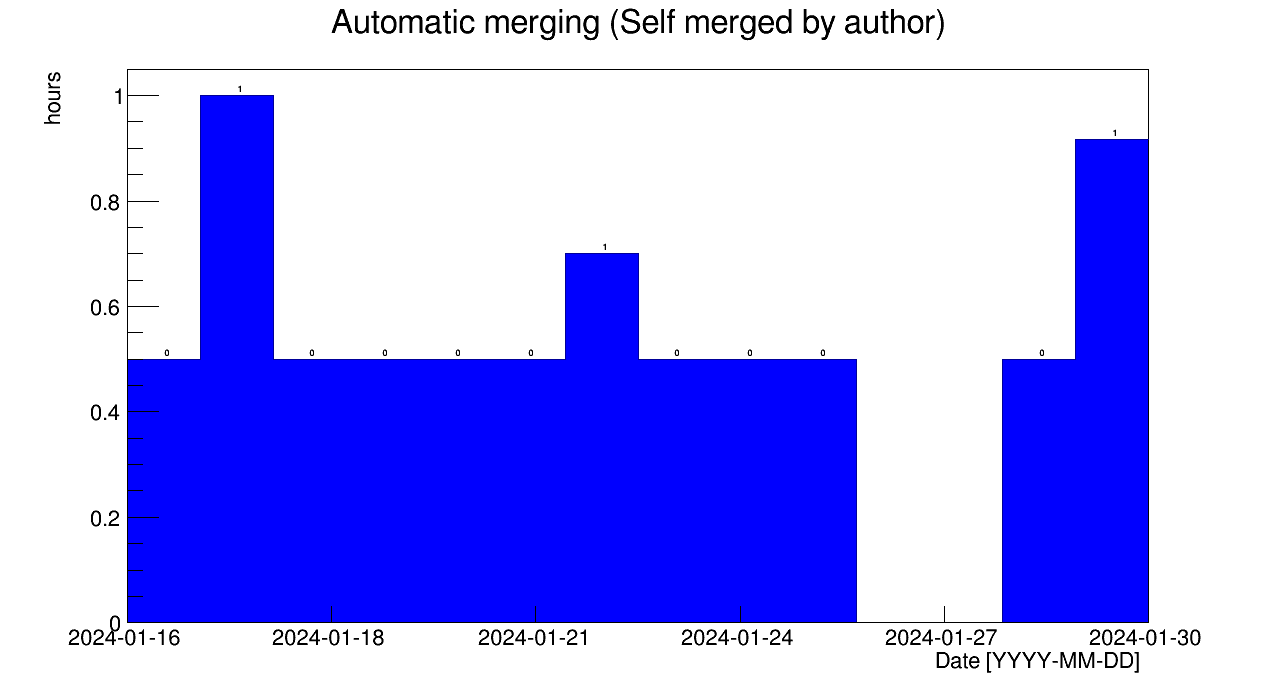 Automatic merging (Self merged by author)
hours
1
0.8
0.6
0.4
0.2
0
0 1 0 0 0 0 1 0 0 0 0 1
2024-01-16 2024-01-18 2024-01-21 2024-01-24 2024-01-27 2024-01-30
Date [YYYY-MM-DD]